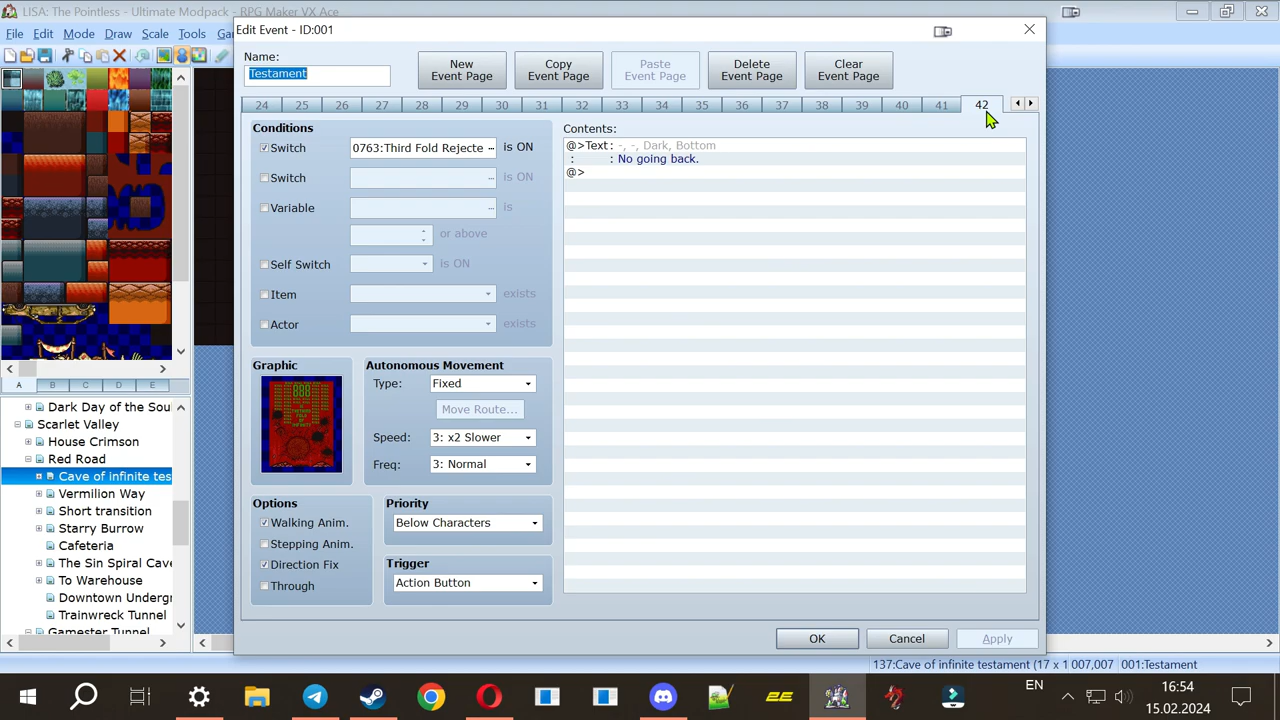 LISA: The Pointless - Ultimate Modpack - RPG Maker VX Ace
File Edit Mode Draw Scale Tools Ga
Edit Event - ID:001
Name:
Testament
New Event Page
Copy Event Page
Paste Event Page
Delete Event Page
Clear Event Page
24 25 26 27 28 29 30 31 32 33 34 35 36 37 38 39 40 41 42
Conditions
Switch 0763:Third Fold Rejecte ... is ON
Switch ... is ON
Variable ... is
or above
Self Switch is ON
Item exists
Actor exists
Graphic
Autonomous Movement
Type: Fixed
Move Route...
Speed: 3: x2 Slower
Freq: 3: Normal
Options
Walking Anim.
Stepping Anim.
Direction Fix
Through
Priority
Below Characters
Trigger
Action Button
Contents:
@>Text: -, -, Dark, Bottom
: : No going back.
@>
OK Cancel Apply
A B C D E
Dark Day of the Sou
Scarlet Valley
House Crimson
Red Road
Cave of infinite tes
Vermilion Way
Short transition
Starry Burrow
Cafeteria
The Sin Spiral Cave
To Warehouse
Downtown Undergr
Trainwreck Tunnel
Gamester Tunnel
137:Cave of infinite testament (17 x 1 007,007 001:Testament
EN
16:54
15.02.2024